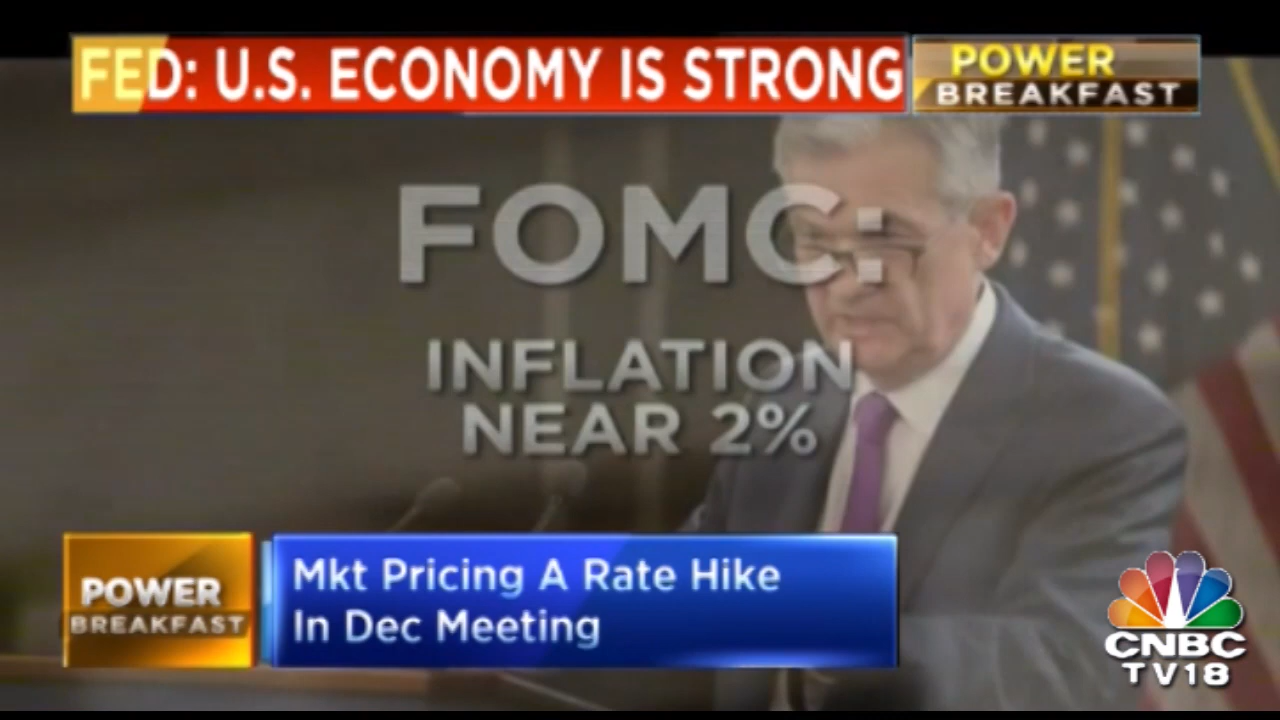 FED: U.S. ECONOMY IS STRONG
POWER
BREAKFAST
FOMC:
INFLATION
NEAR 2%
POWER
BREAKFAST
Mkt Pricing A Rate Hike
In Dec Meeting
CNBC
TV18